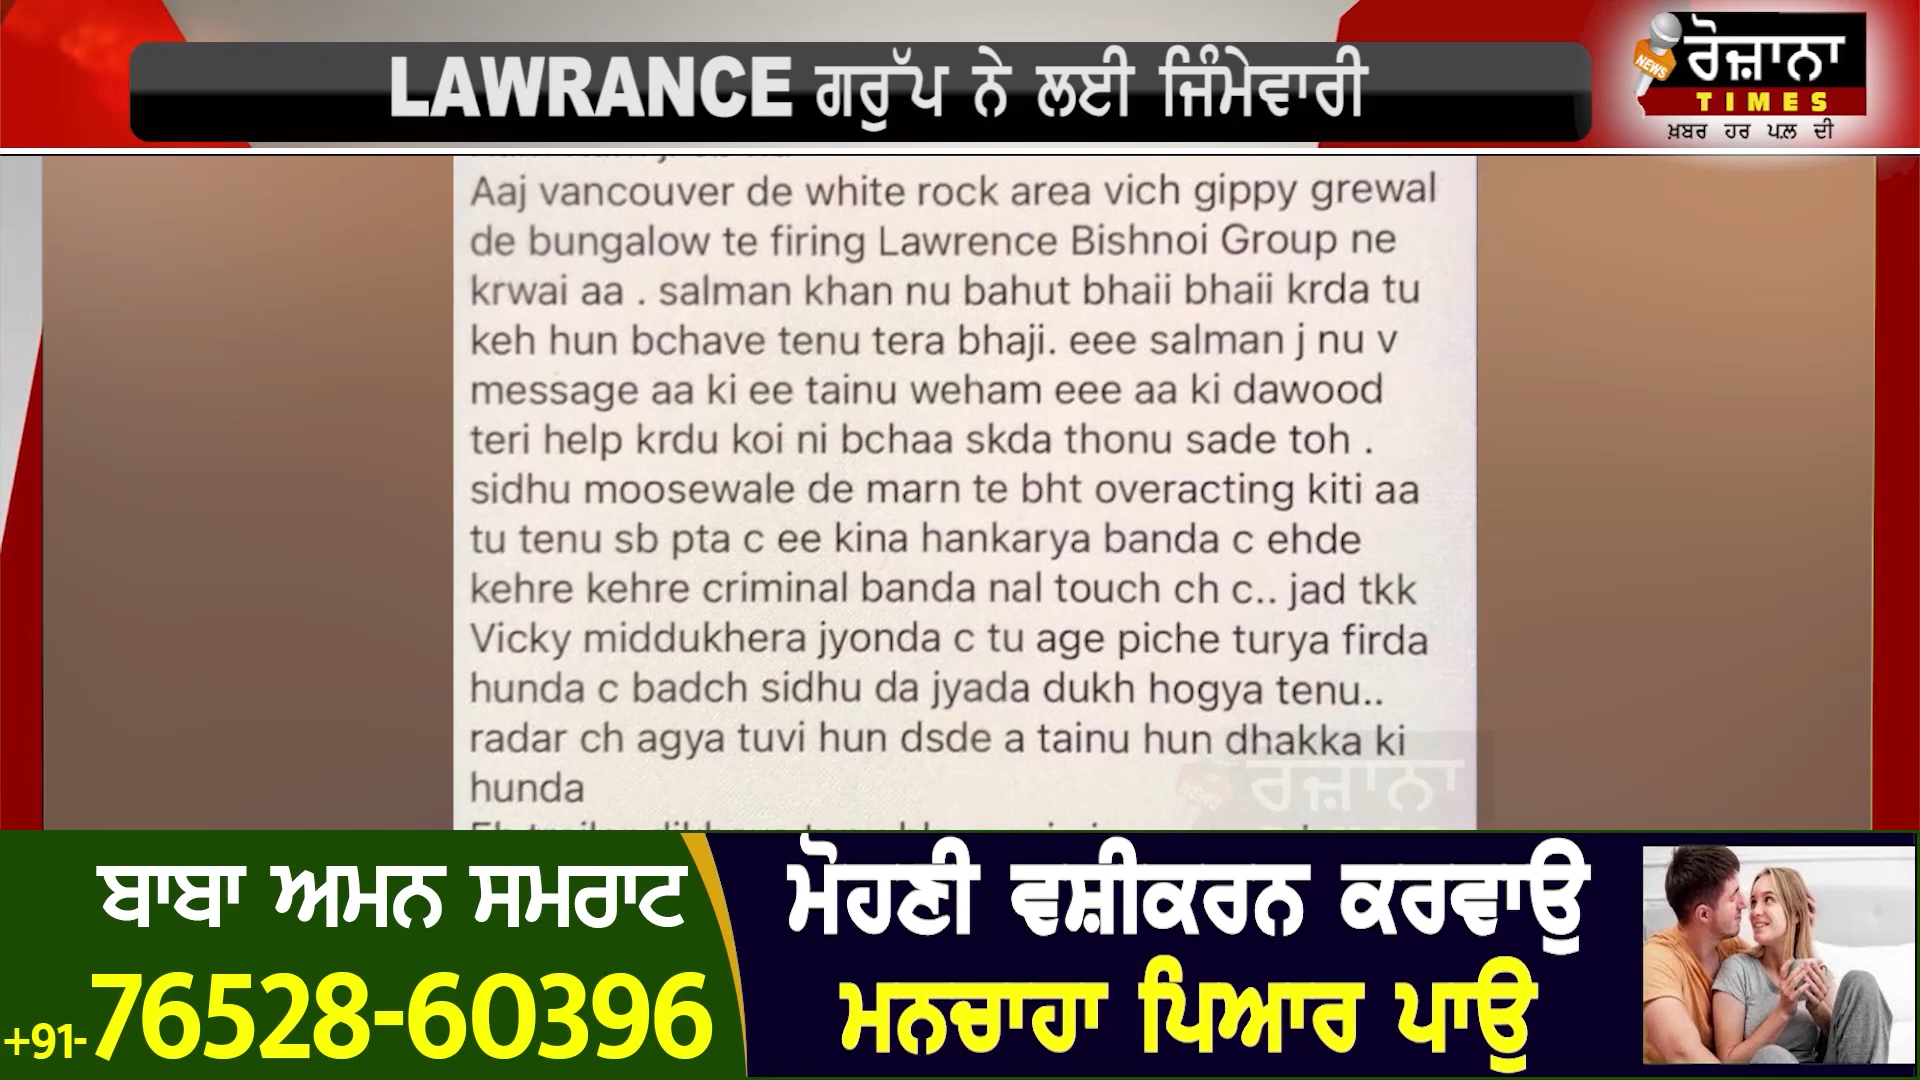 LAWRANCE ਗਰੁੱਪ ਨੇ ਲਈ ਜਿੰਮੇਵਾਰੀ
NEWS
ਰੋਜ਼ਾਨਾ
TIMES
ਖ਼ਬਰ ਹਰ ਪਲ ਦੀ
Aaj vancouver de white rock area vich gippy grewal
de bungalow te firing Lawrence Bishnoi Group ne
krwai aa . salman khan nu bahut bhaii bhaii krda tu
keh hun bchave tenu tera bhaji. eee salman j nu v
message aa ki ee tainu weham eee aa ki dawood
teri help krdu koi ni bchaa skda thonu sade toh .
sidhu moosewale de marn te bht overacting kiti aa
tu tenu sb pta c ee kina hankarya banda c ehde
kehre kehre criminal banda nal touch ch c.. jad tkk
Vicky middukhera jyonda c tu age piche turya firda
hunda c badch sidhu da jyada dukh hogya tenu..
radar ch agya tuvi hun dsde a tainu hun dhakka ki
hunda
NEWS ਰੋਜ਼ਾਨਾ
ਬਾਬਾ ਅਮਨ ਸਮਰਾਟ
+91-76528-60396
ਮੋਹਣੀ ਵਸ਼ੀਕਰਨ ਕਰਵਾਉ
ਮਨਚਾਹਾ ਪਿਆਰ ਪਾਉ